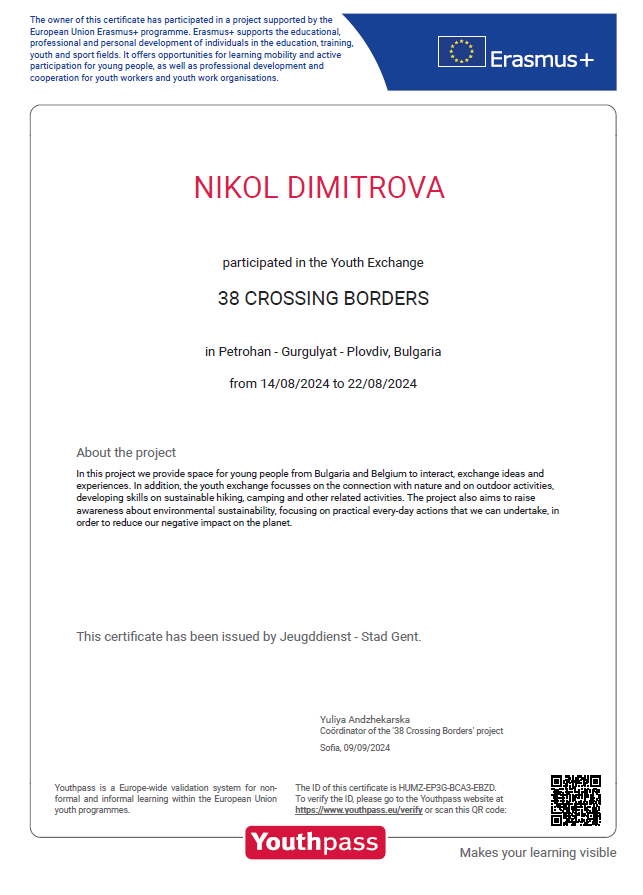 The owner of this certificate has participated in a project supported by the
European Union Erasmus+ programme. Erasmus+ supports the educational,
professional and personal development of individuals in the education, training,
youth and sport fields. It offers opportunities for learning mobility and active
participation for young people, as well as professional development and
cooperation for youth workers and youth work organisations.
Erasmus+
NIKOL DIMITROVA
participated in the Youth Exchange
38 CROSSING BORDERS
in Petrohan - Gurgulyat - Plovdiv, Bulgaria
from 14/08/2024 to 22/08/2024
About the project
In this project we provide space for young people from Bulgaria and Belgium to interact, exchange ideas and
experiences. In addition, the youth exchange focusses on the connection with nature and on outdoor activities,
developing skills on sustainable hiking, camping and other related activities. The project also aims to raise
awareness about environmental sustainability, focusing on practical every-day actions that we can undertake, in
order to reduce our negative impact on the planet.
This certificate has been issued by Jeugddienst - Stad Gent.
Yuliya Andzhekarska
Coördinator of the '38 Crossing Borders' project
Sofia, 09/09/2024
Youthpass is a Europe-wide validation system for non-
formal and informal learning within the European Union
youth programmes.
The ID of this certificate is HUMZ-EP3G-BCA3-EBZD.
To verify the ID, please go to the Youthpass website at
https://www.youthpass.eu/verify or scan this QR code:
Youthpass
Makes your learning visible